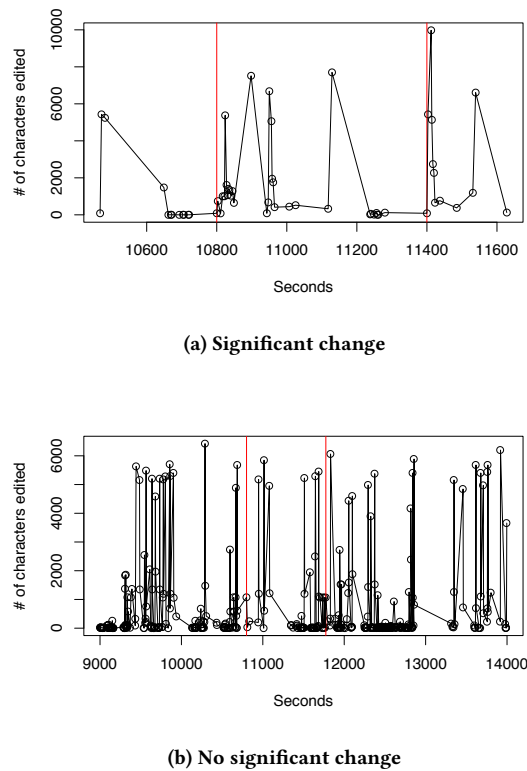 10000
6000
2000
0
# of characters edited
10600 10800 11000 11200 11400 11600
Seconds
(a) Significant change
6000
4000
2000
0
# of characters edited
9000 10000 11000 12000 13000 14000
Seconds
(b) No significant change